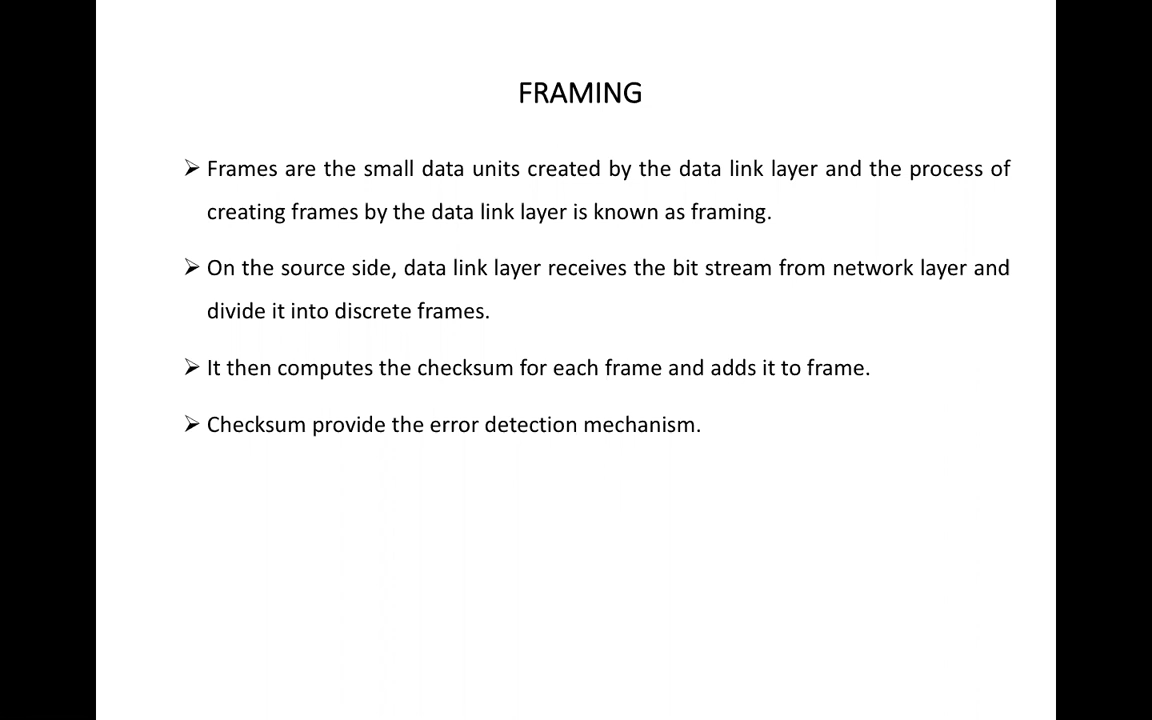 FRAMING
➢ Frames are the small data units created by the data link layer and the process of
creating frames by the data link layer is known as framing.
➢ On the source side, data link layer receives the bit stream from network layer and
divide it into discrete frames.
➢ It then computes the checksum for each frame and adds it to frame.
➢ Checksum provide the error detection mechanism.